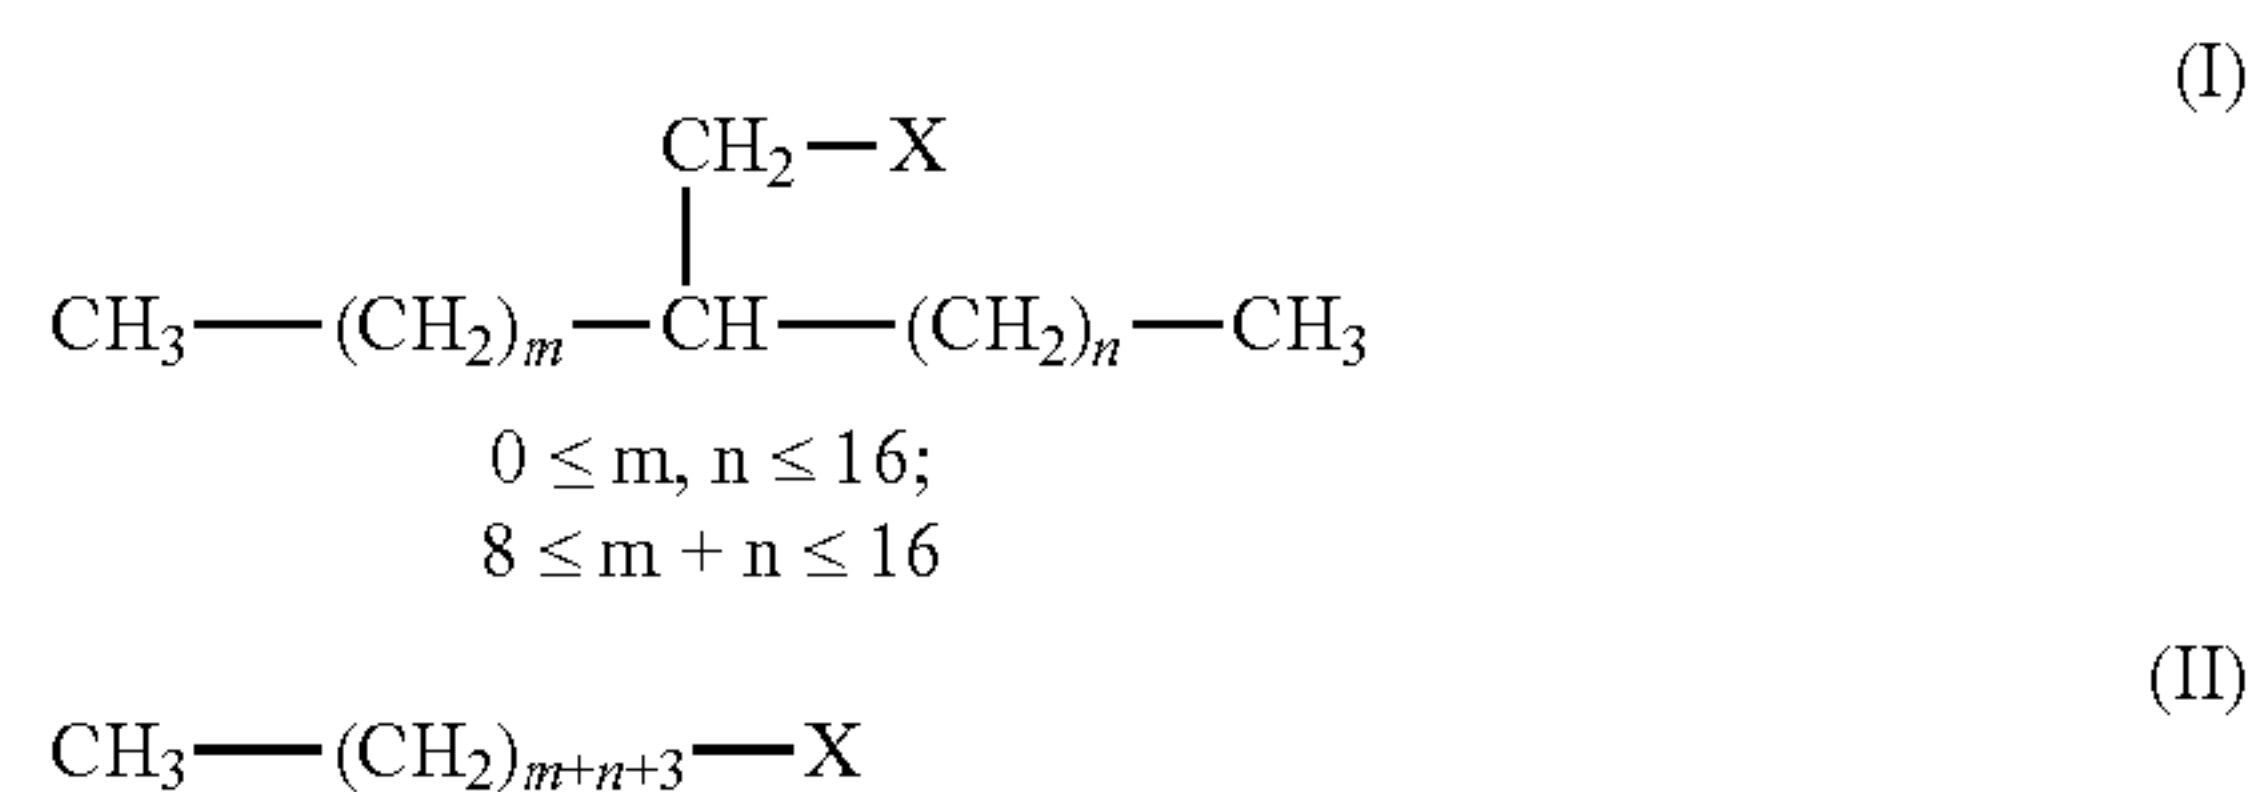 (I)
CH₂—X
CH₃—(CH₂)ₘ—CH—(CH₂)ₙ—CH₃
0 ≤ m, n ≤ 16;
8 ≤ m + n ≤ 16
(II)
CH₃—(CH₂)ₘ₊ₙ₊₃—X